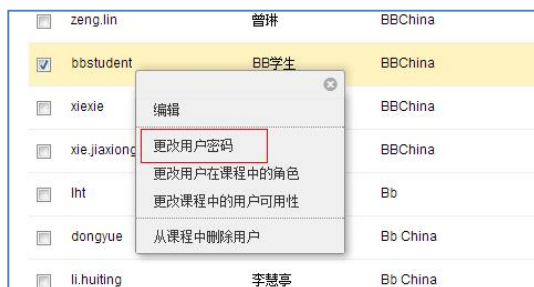 zeng.lin 曾琳 BBChina
bbstudent BB学生 BBChina
xiexie BBChina
编辑
xie.jiaxiong BBChina
更改用户密码
更改用户在课程中的角色
lht Bb
更改课程中的用户可用性
dongyue Bb China
从课程中删除用户
li.huiting 李慧亭 Bb China